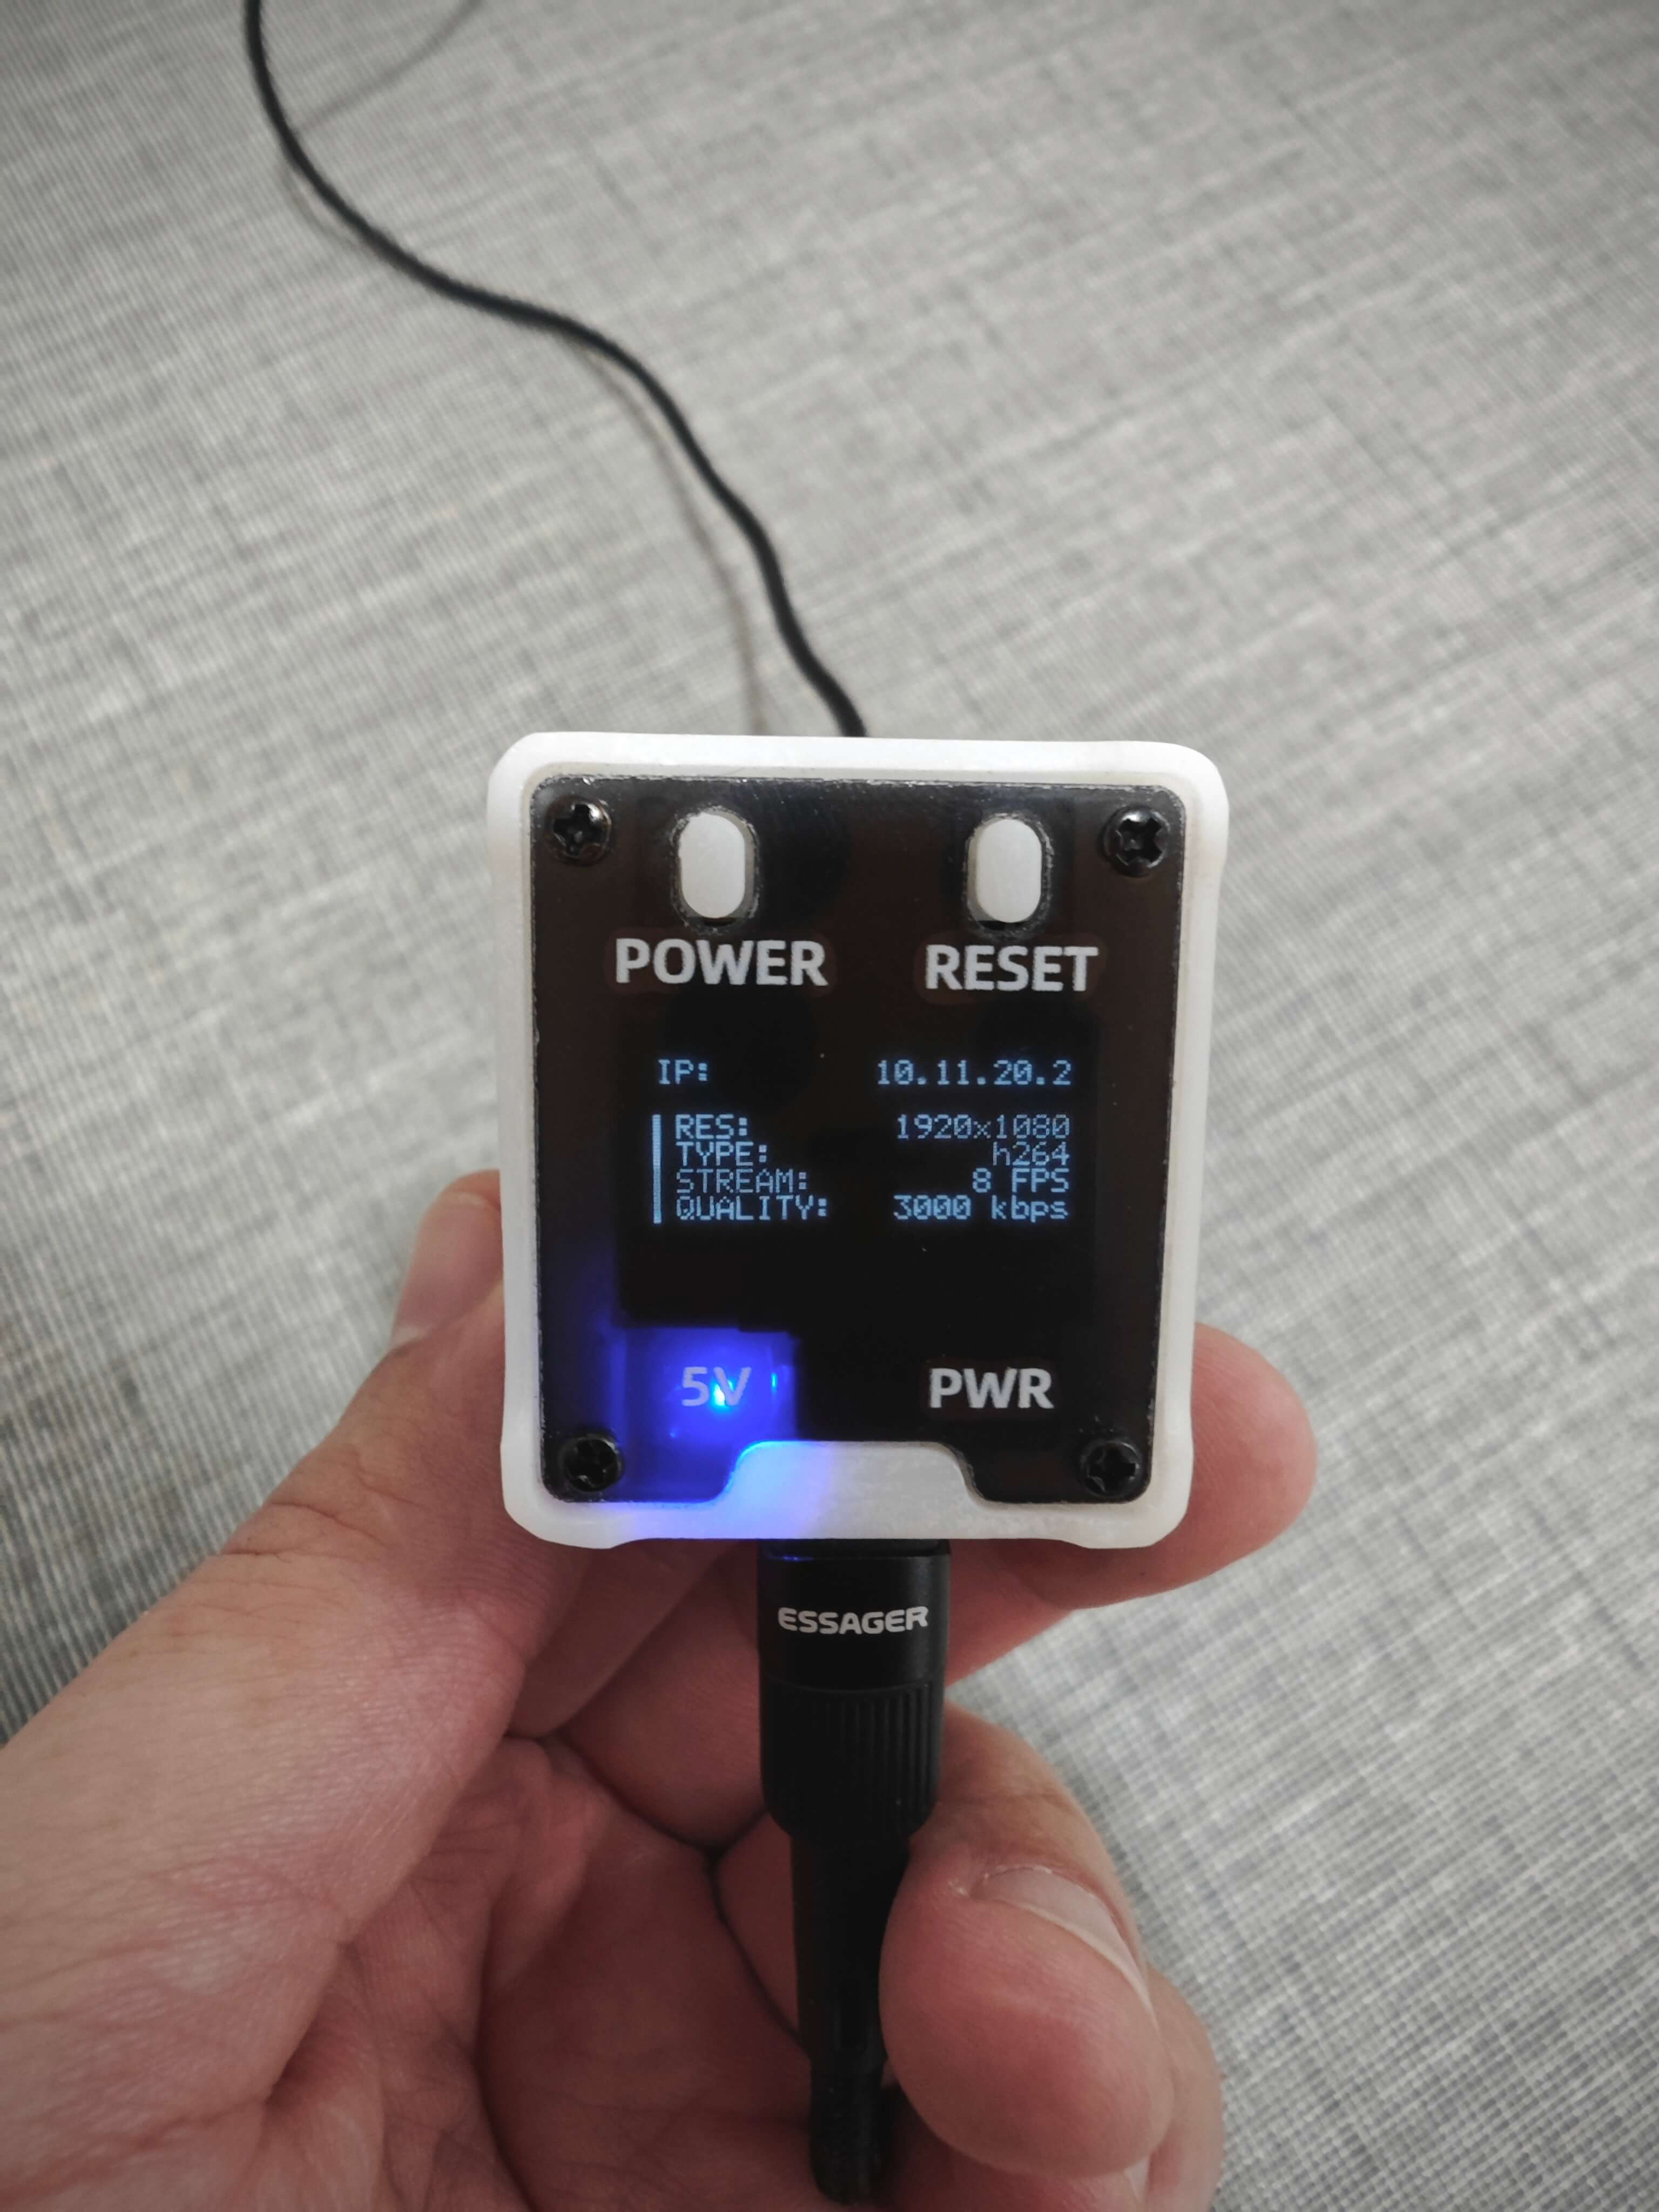 POWER RESET
IP: 10.11.20.2
RES: 1920x1080
TYPE: h264
STREAM: 8 FPS
QUALITY: 3000 kbps
5V PWR
ESSAGER